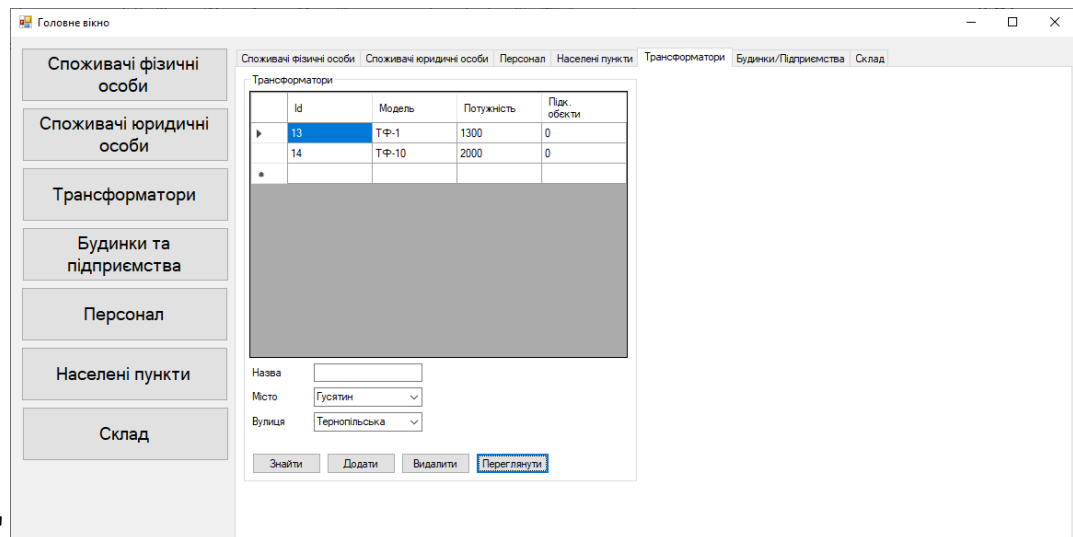 Головне вікно
Споживачі фізичні
особи
Споживачі юридичні
особи
Трансформатори
Будинки та
підприємства
Персонал
Населені пункти
Склад
Споживачі фізичні особи Споживачі юридичні особи Персонал Населені пункти Трансформатори Будинки/Підприємства Склад
Трансформатори
Id Модель Потужність Підк. обєкти
13 ТФ-1 1300 0
14 ТФ-10 2000 0
Назва
Місто Гусятин
Вулиця Тернопільська
Знайти Додати Видалити Переглянути